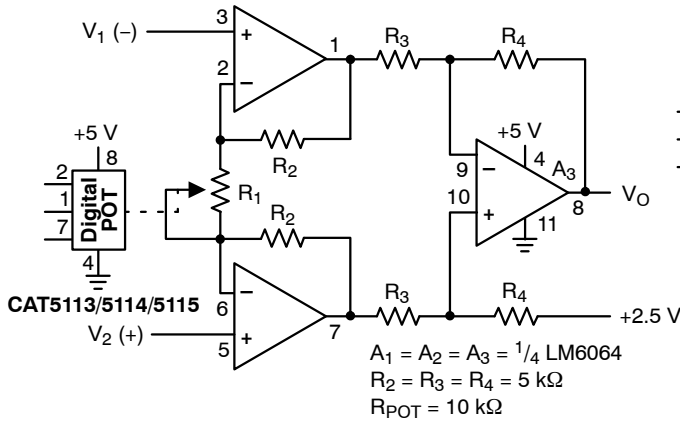 3
V1 (–)
+
1
R3
R4
2
–
+5 V
8
R2
+5 V
4
A3
9
–
2
1
7
Digital
POT
R1
10
+
8
VO
R2
11
4
CAT5113/5114/5115
–
6
R3
R4
+2.5 V
V2 (+)
+
7
5
A1 = A2 = A3 = 1/4 LM6064
R2 = R3 = R4 = 5 kΩ
RPOT = 10 kΩ